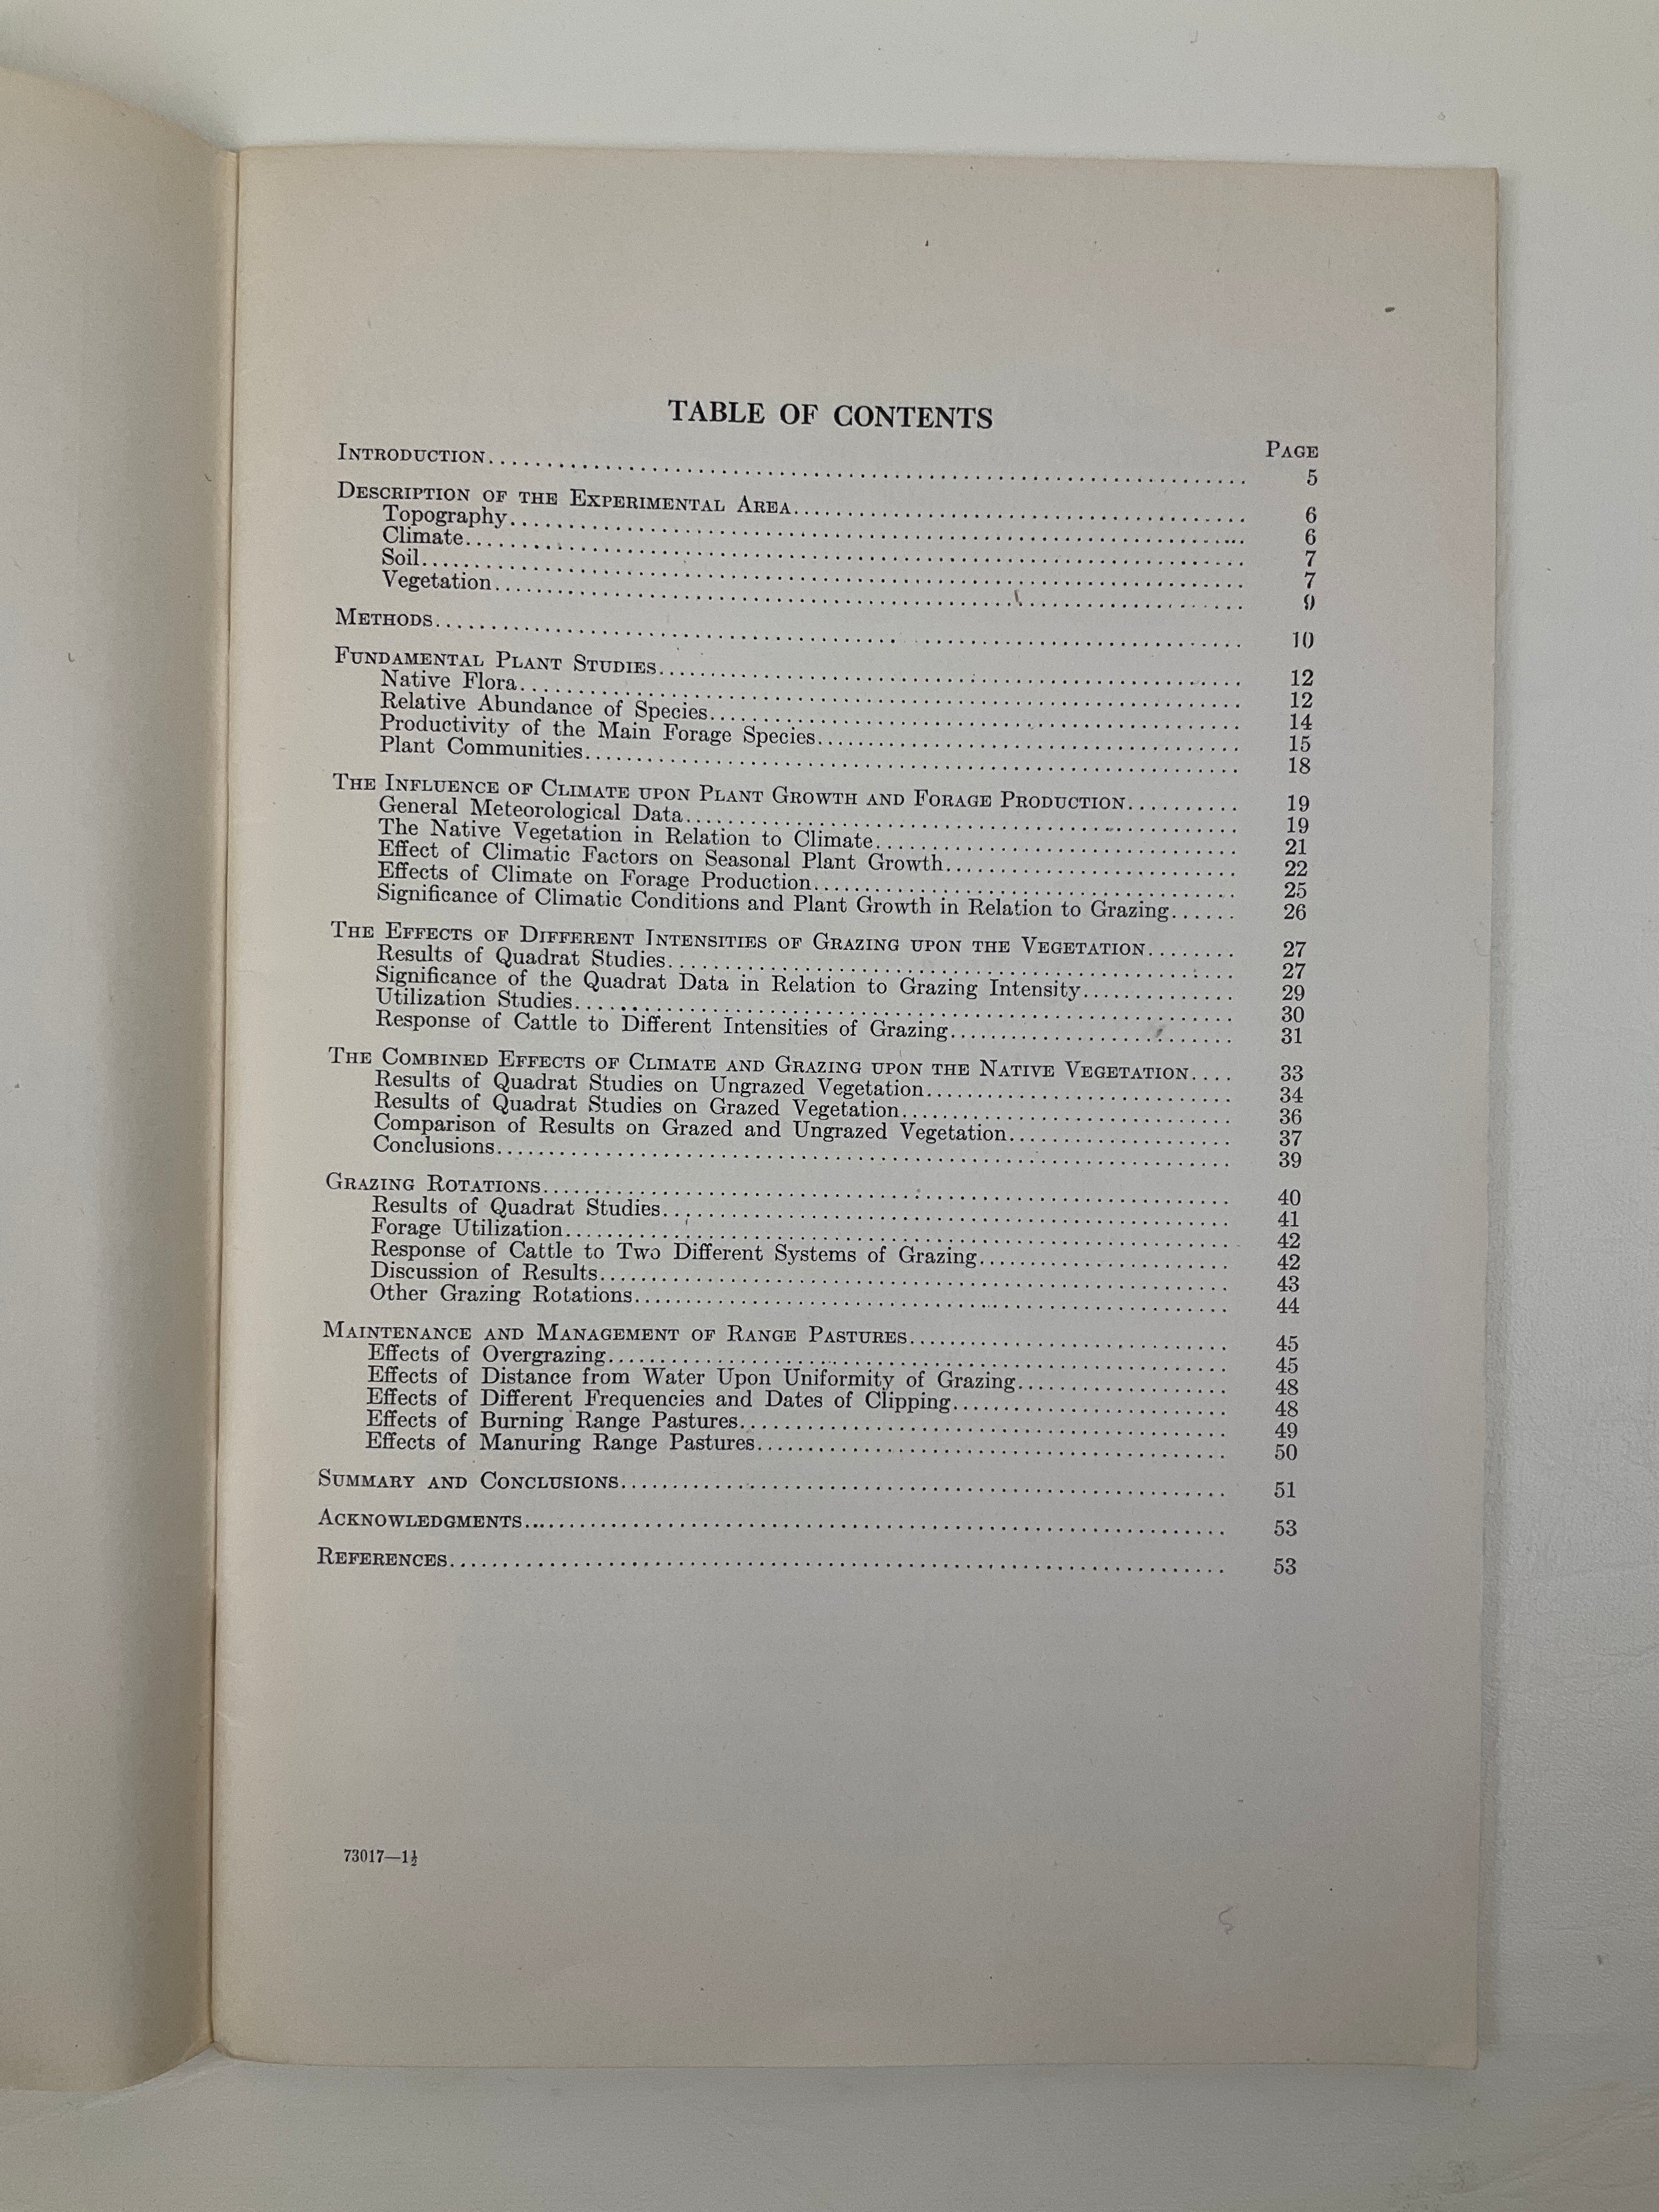 TABLE OF CONTENTS
PAGE
INTRODUCTION 5
DESCRIPTION OF THE EXPERIMENTAL AREA 6
Topography 6
Climate 7
Soil 7
Vegetation 9
METHODS 10
FUNDAMENTAL PLANT STUDIES 12
Native Flora 12
Relative Abundance of Species 14
Productivity of the Main Forage Species 15
Plant Communities 18
THE INFLUENCE OF CLIMATE UPON PLANT GROWTH AND FORAGE PRODUCTION 19
General Meteorological Data 19
The Native Vegetation in Relation to Climate 21
Effect of Climatic Factors on Seasonal Plant Growth 22
Effects of Climate on Forage Production 25
Significance of Climatic Conditions and Plant Growth in Relation to Grazing 26
THE EFFECTS OF DIFFERENT INTENSITIES OF GRAZING UPON THE VEGETATION 27
Results of Quadrat Studies 27
Significance of the Quadrat Data in Relation to Grazing Intensity 29
Utilization Studies 30
Response of Cattle to Different Intensities of Grazing 31
THE COMBINED EFFECTS OF CLIMATE AND GRAZING UPON THE NATIVE VEGETATION 33
Results of Quadrat Studies on Ungrazed Vegetation 34
Results of Quadrat Studies on Grazed Vegetation 36
Comparison of Results on Grazed and Ungrazed Vegetation 37
Conclusions 39
GRAZING ROTATIONS 40
Results of Quadrat Studies 41
Forage Utilization 42
Response of Cattle to Two Different Systems of Grazing 42
Discussion of Results 43
Other Grazing Rotations 44
MAINTENANCE AND MANAGEMENT OF RANGE PASTURES 45
Effects of Overgrazing 45
Effects of Distance from Water Upon Uniformity of Grazing 48
Effects of Different Frequencies and Dates of Clipping 48
Effects of Burning Range Pastures 49
Effects of Manuring Range Pastures 50
SUMMARY AND CONCLUSIONS 51
ACKNOWLEDGMENTS 53
REFERENCES 53
73017—1½